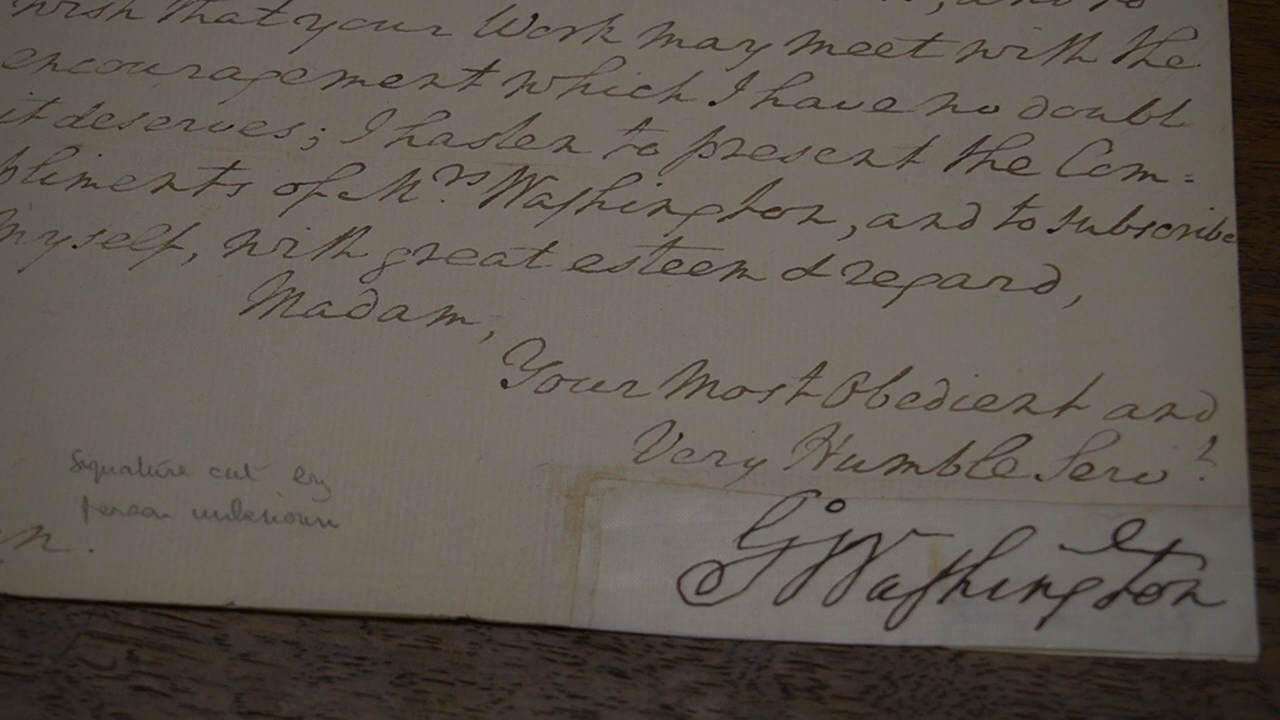 wish that your Work may meet with the
encouragement which I have no doubt
it deserves; I hasten to present the Com=
pliments of Mrs. Washington, and to subscribe
myself, with great esteem & regard,
Madam,
Your Most Obedient and
Very Humble Servt.
Signature cut by
person unknown
GWashington